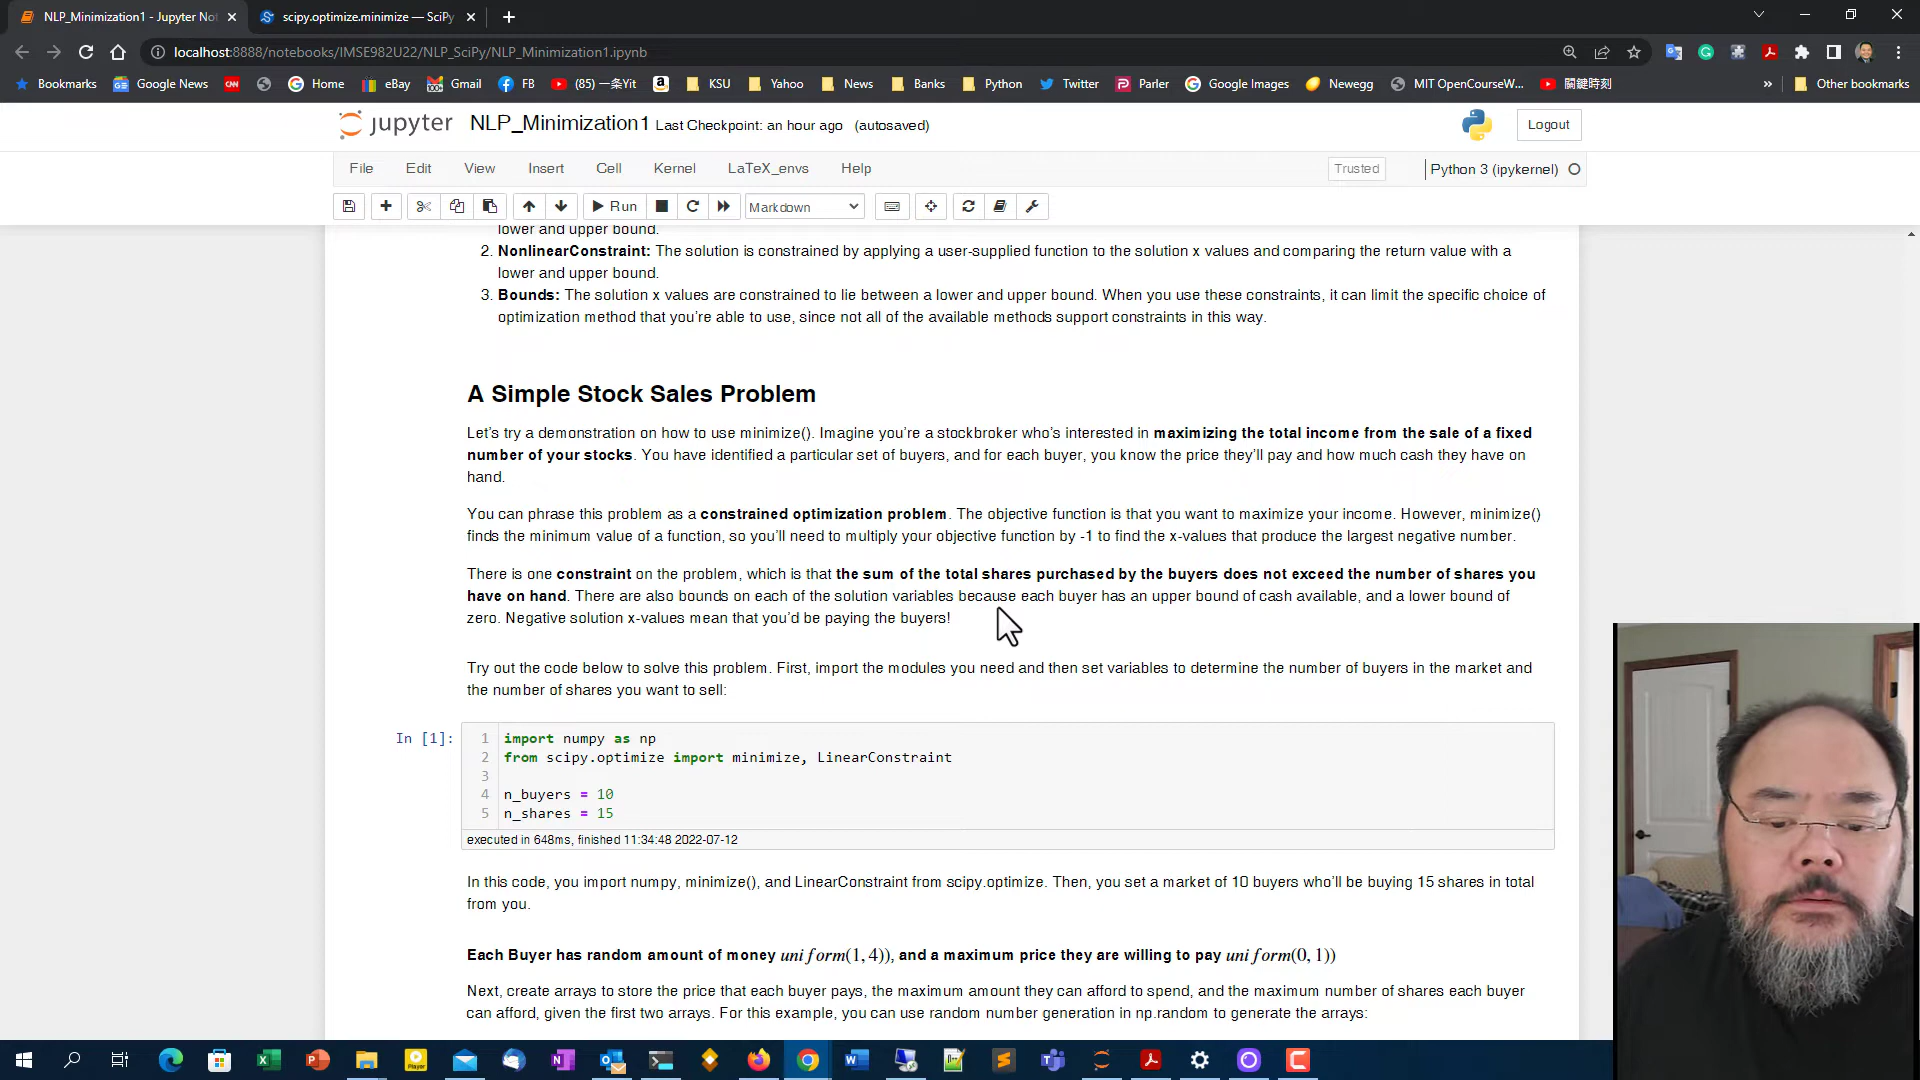 NLP_Minimization1 - Jupyter Not
scipy.optimize.minimize — SciPy
localhost:8888/notebooks/IMSE982U22/NLP_SciPy/NLP_Minimization1.ipynb
Bookmarks Google News Home eBay Gmail FB (85) 一条Yit KSU Yahoo News Banks Python Twitter Parler Google Images Newegg MIT OpenCourseW... 關鍵時刻 » Other bookmarks
jupyter NLP_Minimization1 Last Checkpoint: an hour ago (autosaved) Logout
File Edit View Insert Cell Kernel LaTeX_envs Help Trusted Python 3 (ipykernel)
Run Markdown
lower and upper bound.
2. NonlinearConstraint: The solution is constrained by applying a user-supplied function to the solution x values and comparing the return value with a
lower and upper bound.
3. Bounds: The solution x values are constrained to lie between a lower and upper bound. When you use these constraints, it can limit the specific choice of
optimization method that you're able to use, since not all of the available methods support constraints in this way.
A Simple Stock Sales Problem
Let's try a demonstration on how to use minimize(). Imagine you're a stockbroker who's interested in maximizing the total income from the sale of a fixed
number of your stocks. You have identified a particular set of buyers, and for each buyer, you know the price they'll pay and how much cash they have on
hand.
You can phrase this problem as a constrained optimization problem. The objective function is that you want to maximize your income. However, minimize()
finds the minimum value of a function, so you'll need to multiply your objective function by -1 to find the x-values that produce the largest negative number.
There is one constraint on the problem, which is that the sum of the total shares purchased by the buyers does not exceed the number of shares you
have on hand. There are also bounds on each of the solution variables because each buyer has an upper bound of cash available, and a lower bound of
zero. Negative solution x-values mean that you'd be paying the buyers!
Try out the code below to solve this problem. First, import the modules you need and then set variables to determine the number of buyers in the market and
the number of shares you want to sell:
In [1]:
1 import numpy as np
2 from scipy.optimize import minimize, LinearConstraint
3
4 n_buyers = 10
5 n_shares = 15
executed in 648ms, finished 11:34:48 2022-07-12
In this code, you import numpy, minimize(), and LinearConstraint from scipy.optimize. Then, you set a market of 10 buyers who'll be buying 15 shares in total
from you.
Each Buyer has random amount of money uniform(1, 4)), and a maximum price they are willing to pay uniform(0, 1))
Next, create arrays to store the price that each buyer pays, the maximum amount they can afford to spend, and the maximum number of shares each buyer
can afford, given the first two arrays. For this example, you can use random number generation in np.random to generate the arrays: